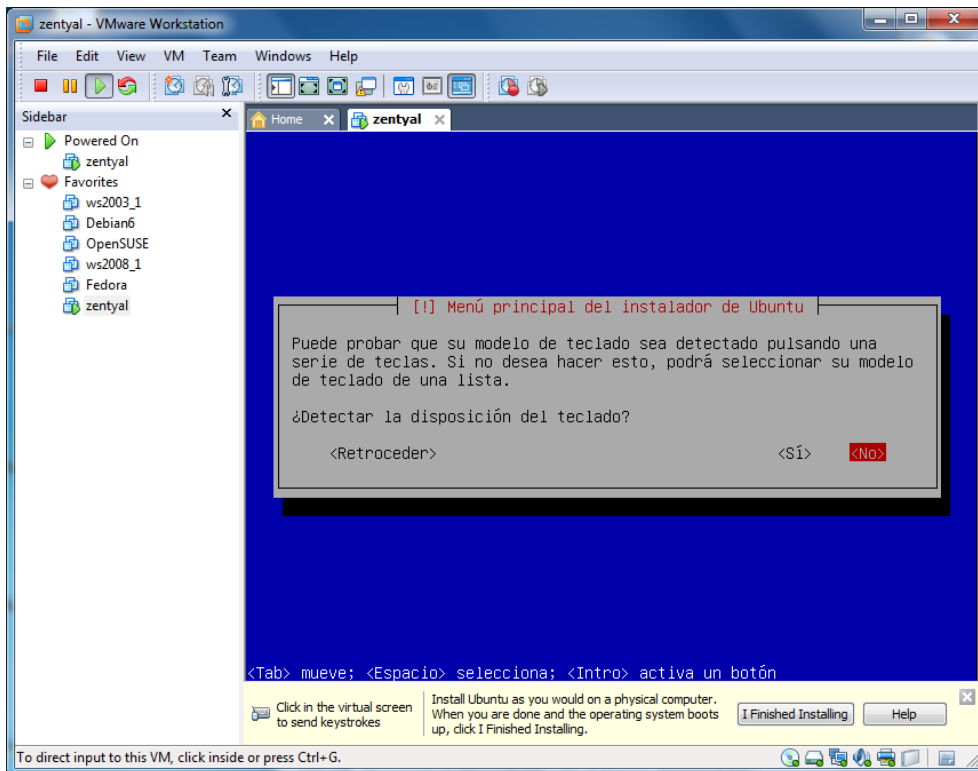 zentyal - VMware Workstation
File Edit View VM Team Windows Help
Sidebar
Powered On
zentyal
Favorites
ws2003_1
Debian6
OpenSUSE
ws2008_1
Fedora
zentyal
Home
zentyal
[!] Menú principal del instalador de Ubuntu
Puede probar que su modelo de teclado sea detectado pulsando una
serie de teclas. Si no desea hacer esto, podrá seleccionar su modelo
de teclado de una lista.
¿Detectar la disposición del teclado?
<Retroceder> <Sí> <No>
<Tab> mueve; <Espacio> selecciona; <Intro> activa un botón
Click in the virtual screen
to send keystrokes
Install Ubuntu as you would on a physical computer.
When you are done and the operating system boots
up, click I Finished Installing.
I Finished Installing
Help
To direct input to this VM, click inside or press Ctrl+G.